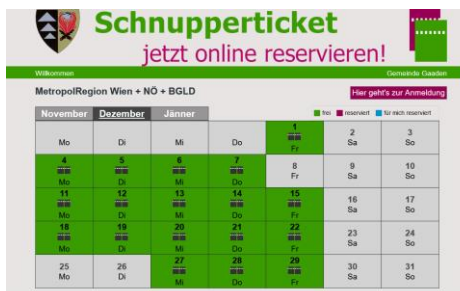 Schnupperticket
jetzt online reservieren!
Willkommen Gemeinde Gaaden
MetropolRegion Wien + NÖ + BGLD Hier geht's zur Anmeldung
November Dezember Jänner frei reserviert für mich reserviert
1 2 3
Mo Di Mi Do Fr Sa So
4 5 6 7 8 9 10
Mo Di Mi Do Fr Sa So
11 12 13 14 15 16 17
Mo Di Mi Do Fr Sa So
18 19 20 21 22 23 24
Mo Di Mi Do Fr Sa So
25 26 27 28 29 30 31
Mo Di Mi Do Fr Sa So